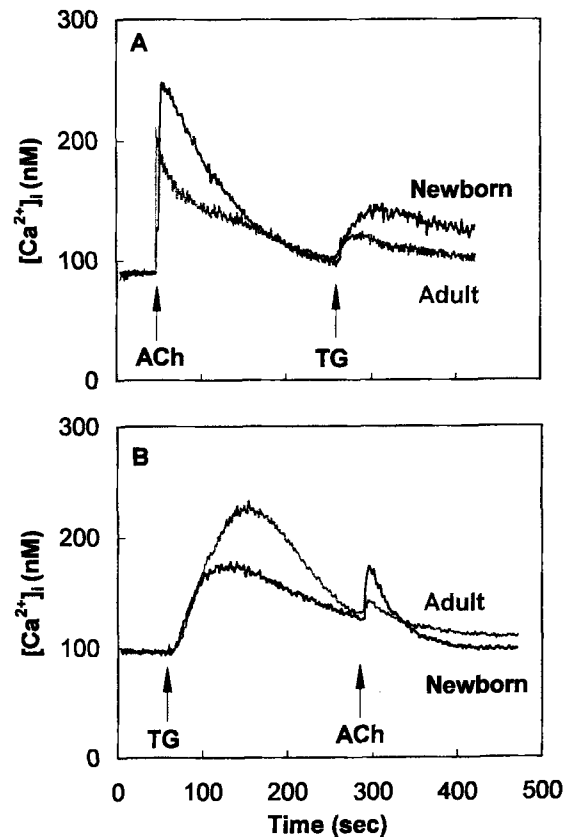 300
A
200
[Ca²⁺]ᵢ (nM)
Newborn
100
Adult
ACh
TG
0
300
B
200
[Ca²⁺]ᵢ (nM)
Adult
100
Newborn
TG
ACh
0
0 100 200 300 400 500
Time (sec)